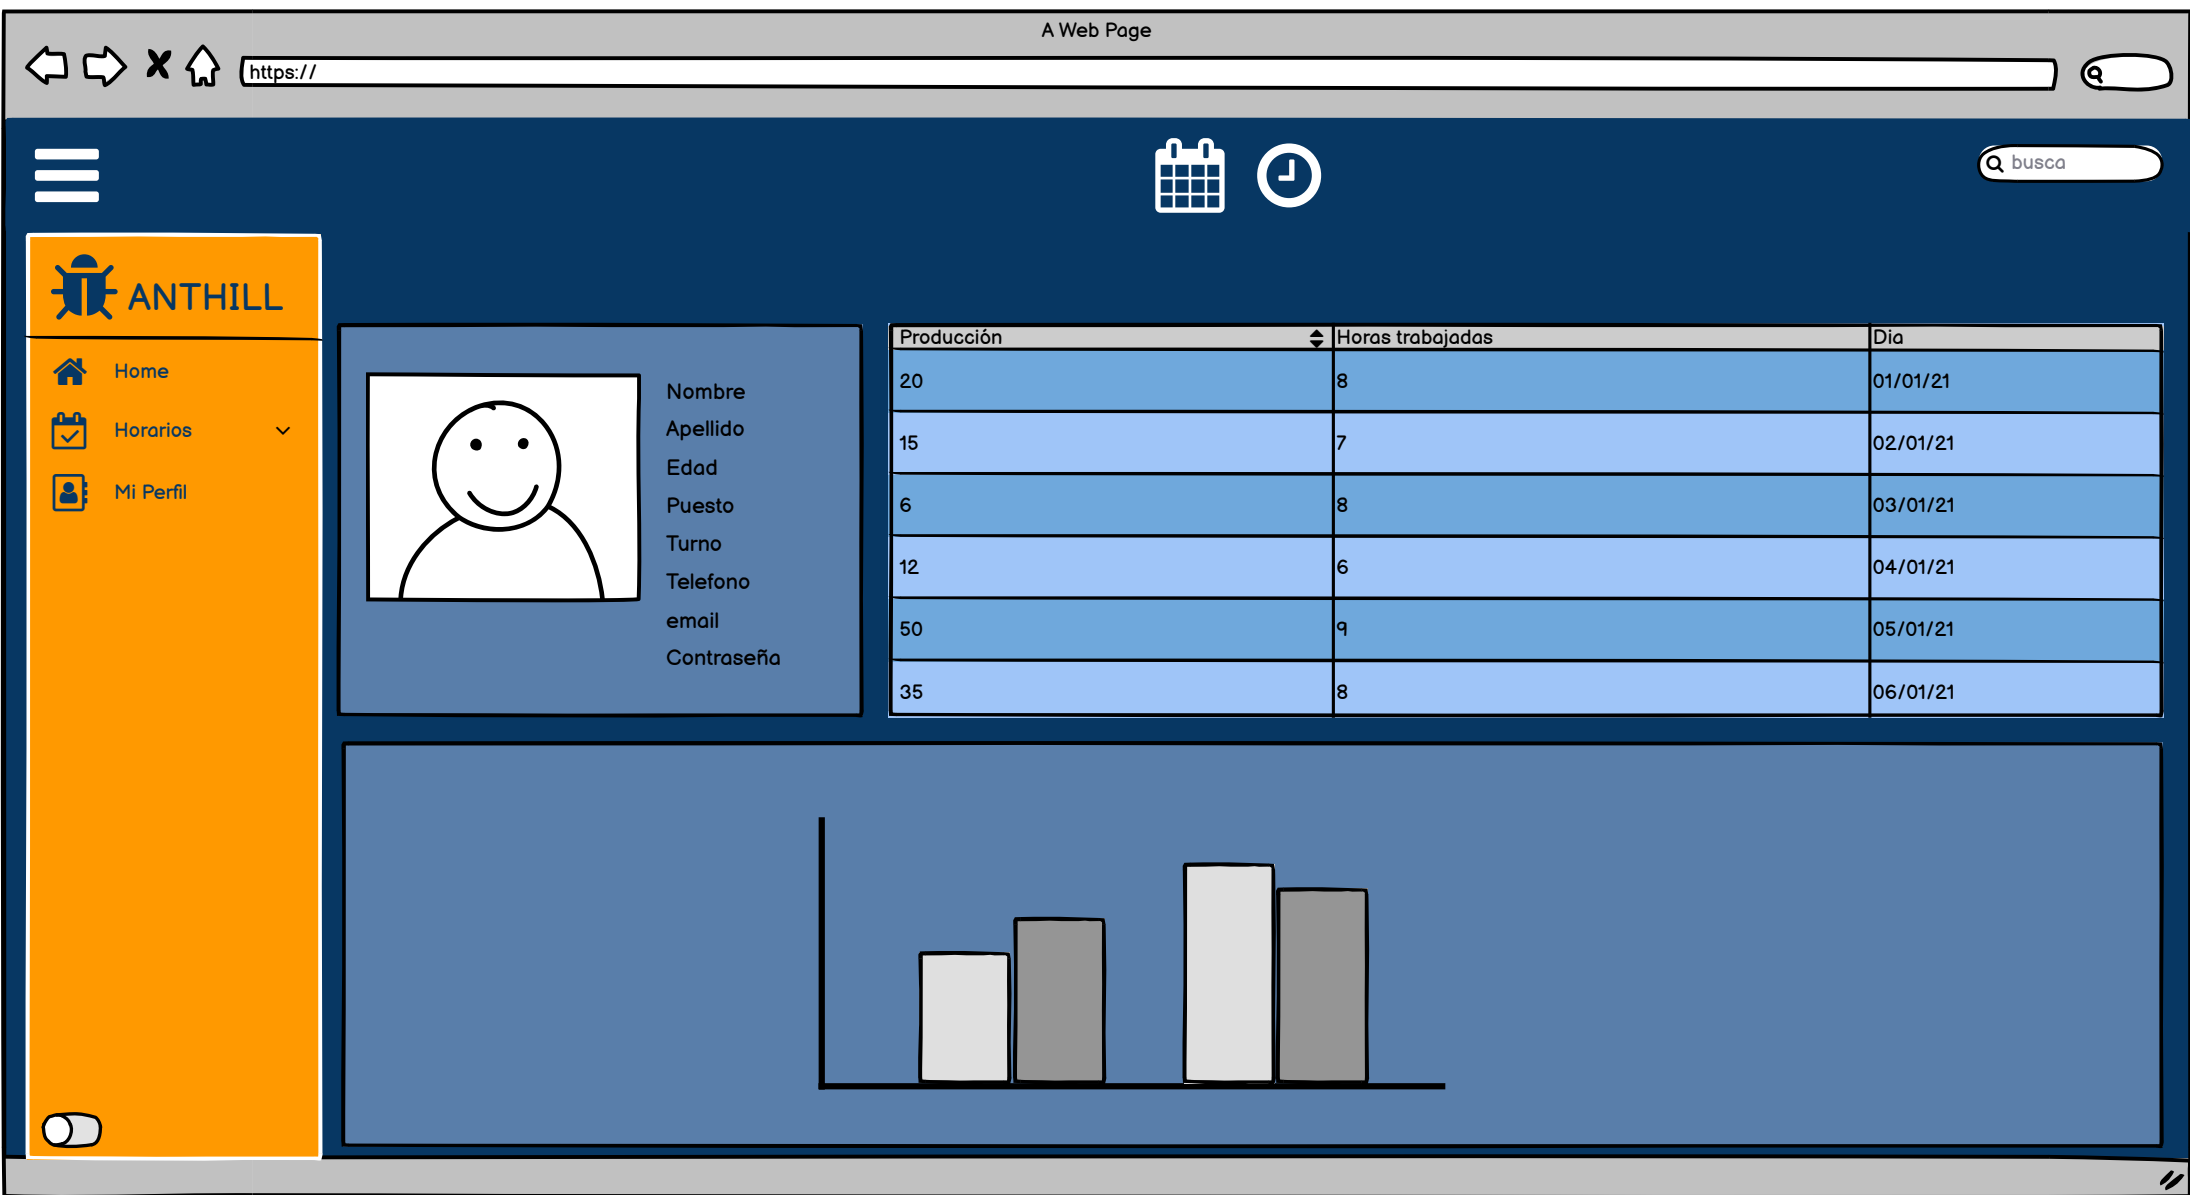 A Web Page
https://
busca
ANTHILL
Home
Horarios
Mi Perfil
Nombre
Apellido
Edad
Puesto
Turno
Telefono
email
Contraseña
Producción Horas trabajadas Dia
20 8 01/01/21
15 7 02/01/21
6 8 03/01/21
12 6 04/01/21
50 9 05/01/21
35 8 06/01/21